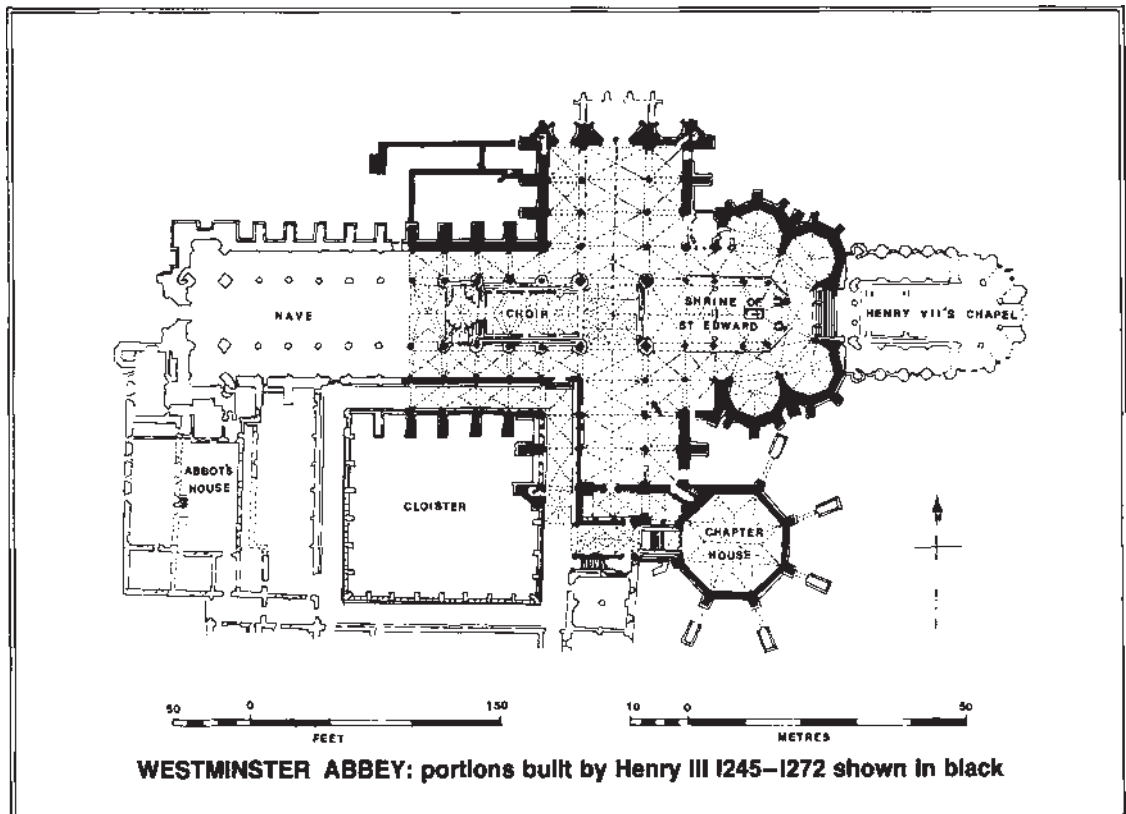 NAVE
CHOIR
SHRINE OF
ST EDWARD
HENRY VII'S CHAPEL
ABBOT'S
HOUSE
CLOISTER
CHAPTER
HOUSE
50 0 150
FEET
10 0 50
METRES
WESTMINSTER ABBEY: portions built by Henry III 1245–1272 shown in black